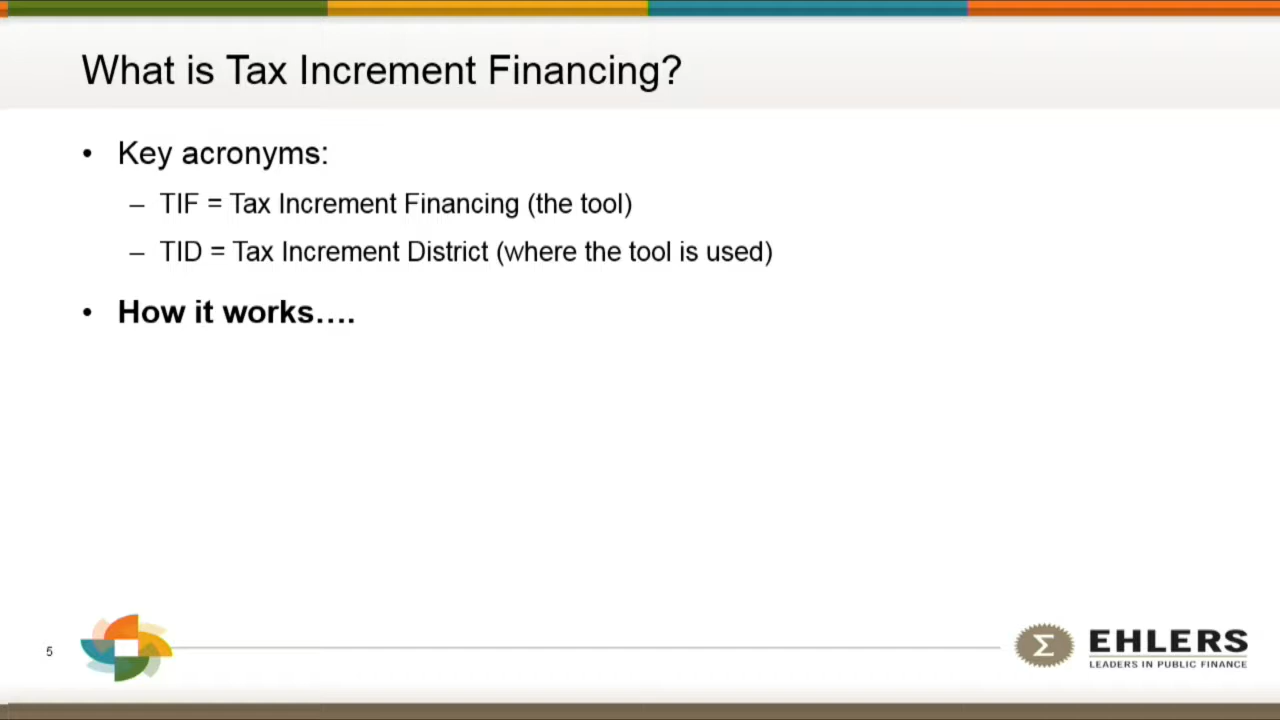 What is Tax Increment Financing?
• Key acronyms:
– TIF = Tax Increment Financing (the tool)
– TID = Tax Increment District (where the tool is used)
• How it works….
5
Σ
EHLERS
LEADERS IN PUBLIC FINANCE